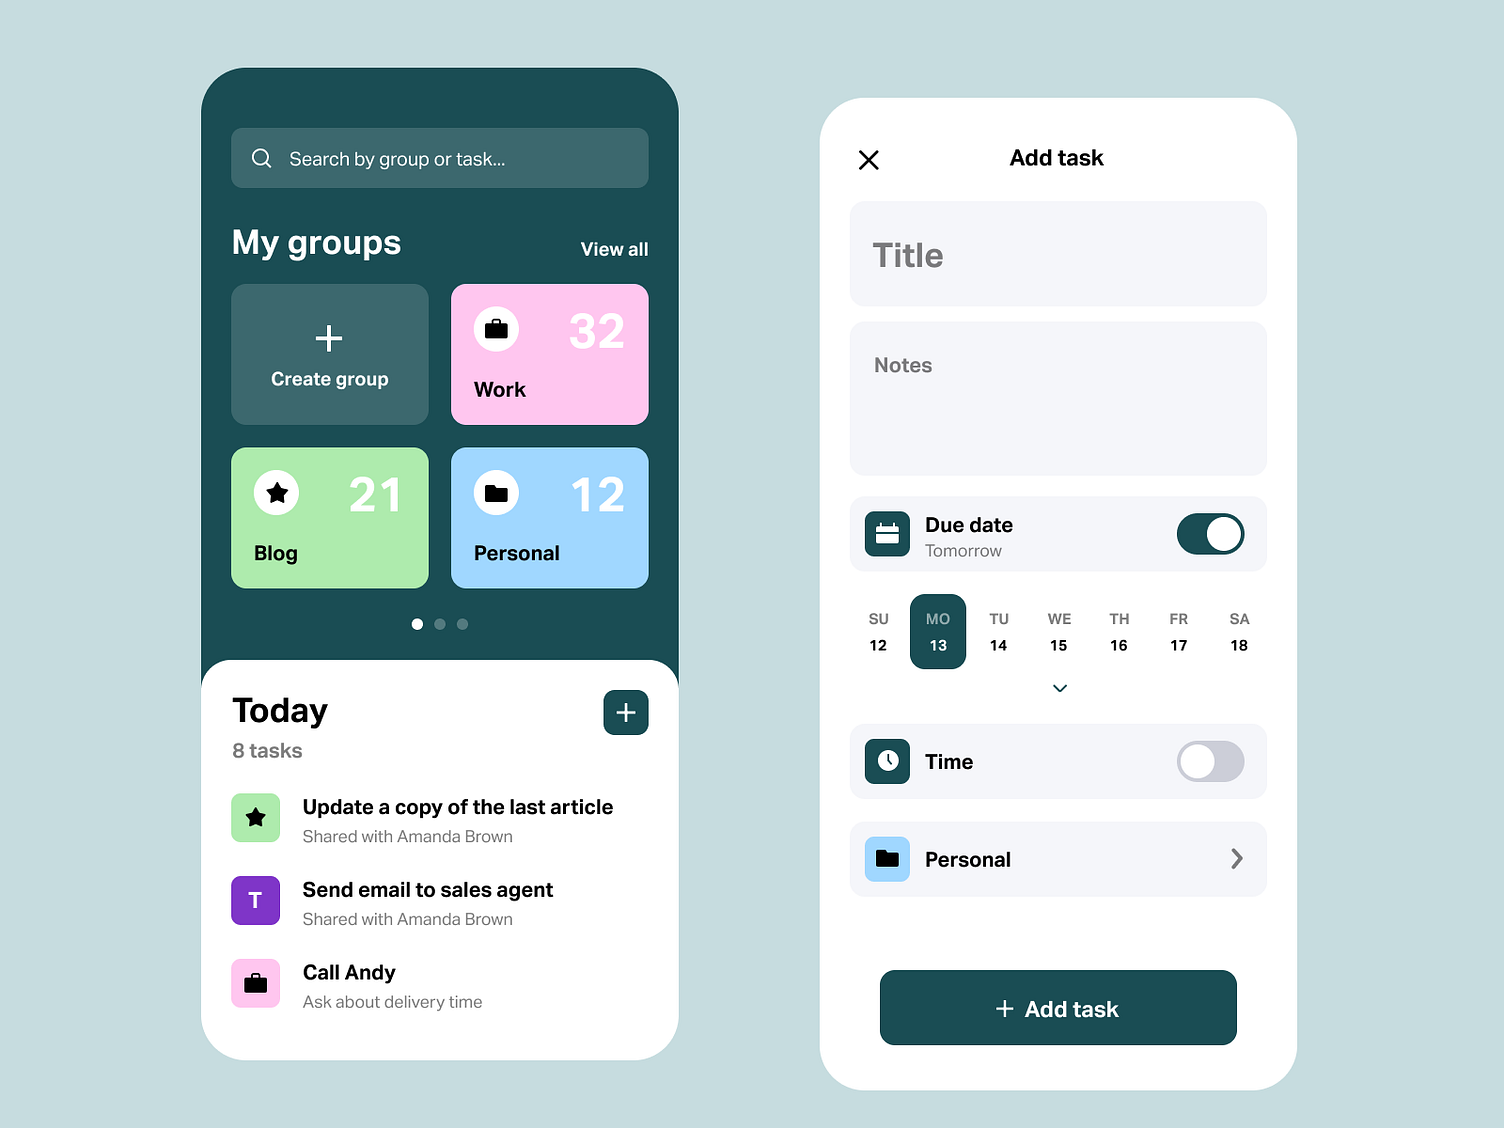 Search by group or task...
My groups
View all
Create group
32
Work
21
Blog
12
Personal
Today
8 tasks
Update a copy of the last article
Shared with Amanda Brown
T
Send email to sales agent
Shared with Amanda Brown
Call Andy
Ask about delivery time
Add task
Title
Notes
Due date
Tomorrow
SU MO TU WE TH FR SA
12 13 14 15 16 17 18
Time
Personal
+ Add task